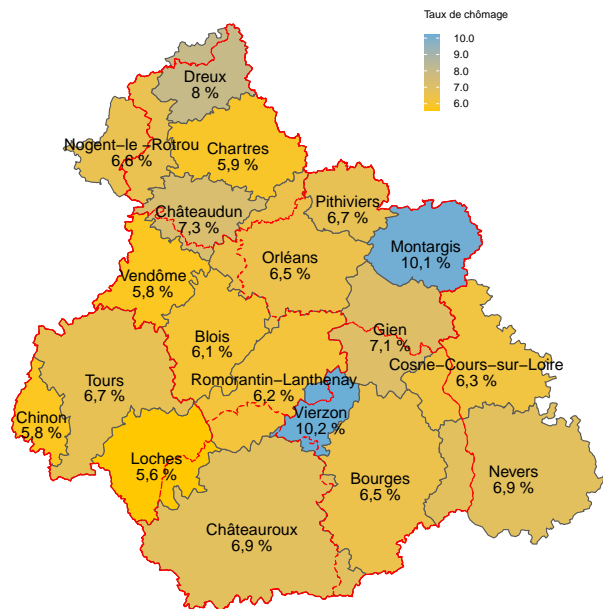 Taux de chômage
10.0
9.0
8.0
7.0
6.0
Dreux
8 %
Nogent−le −Rotrou
6,6 %
Chartres
5,9 %
Châteaudun
7,3 %
Pithiviers
6,7 %
Montargis
10,1 %
Orléans
6,5 %
Vendôme
5,8 %
Blois
6,1 %
Gien
7,1 %
Cosne−Cours−sur−Loire
6,3 %
Tours
6,7 %
Romorantin−Lanthenay
6,2 %
Chinon
5,8 %
Vierzon
10,2 %
Loches
5,6 %
Bourges
6,5 %
Nevers
6,9 %
Châteauroux
6,9 %